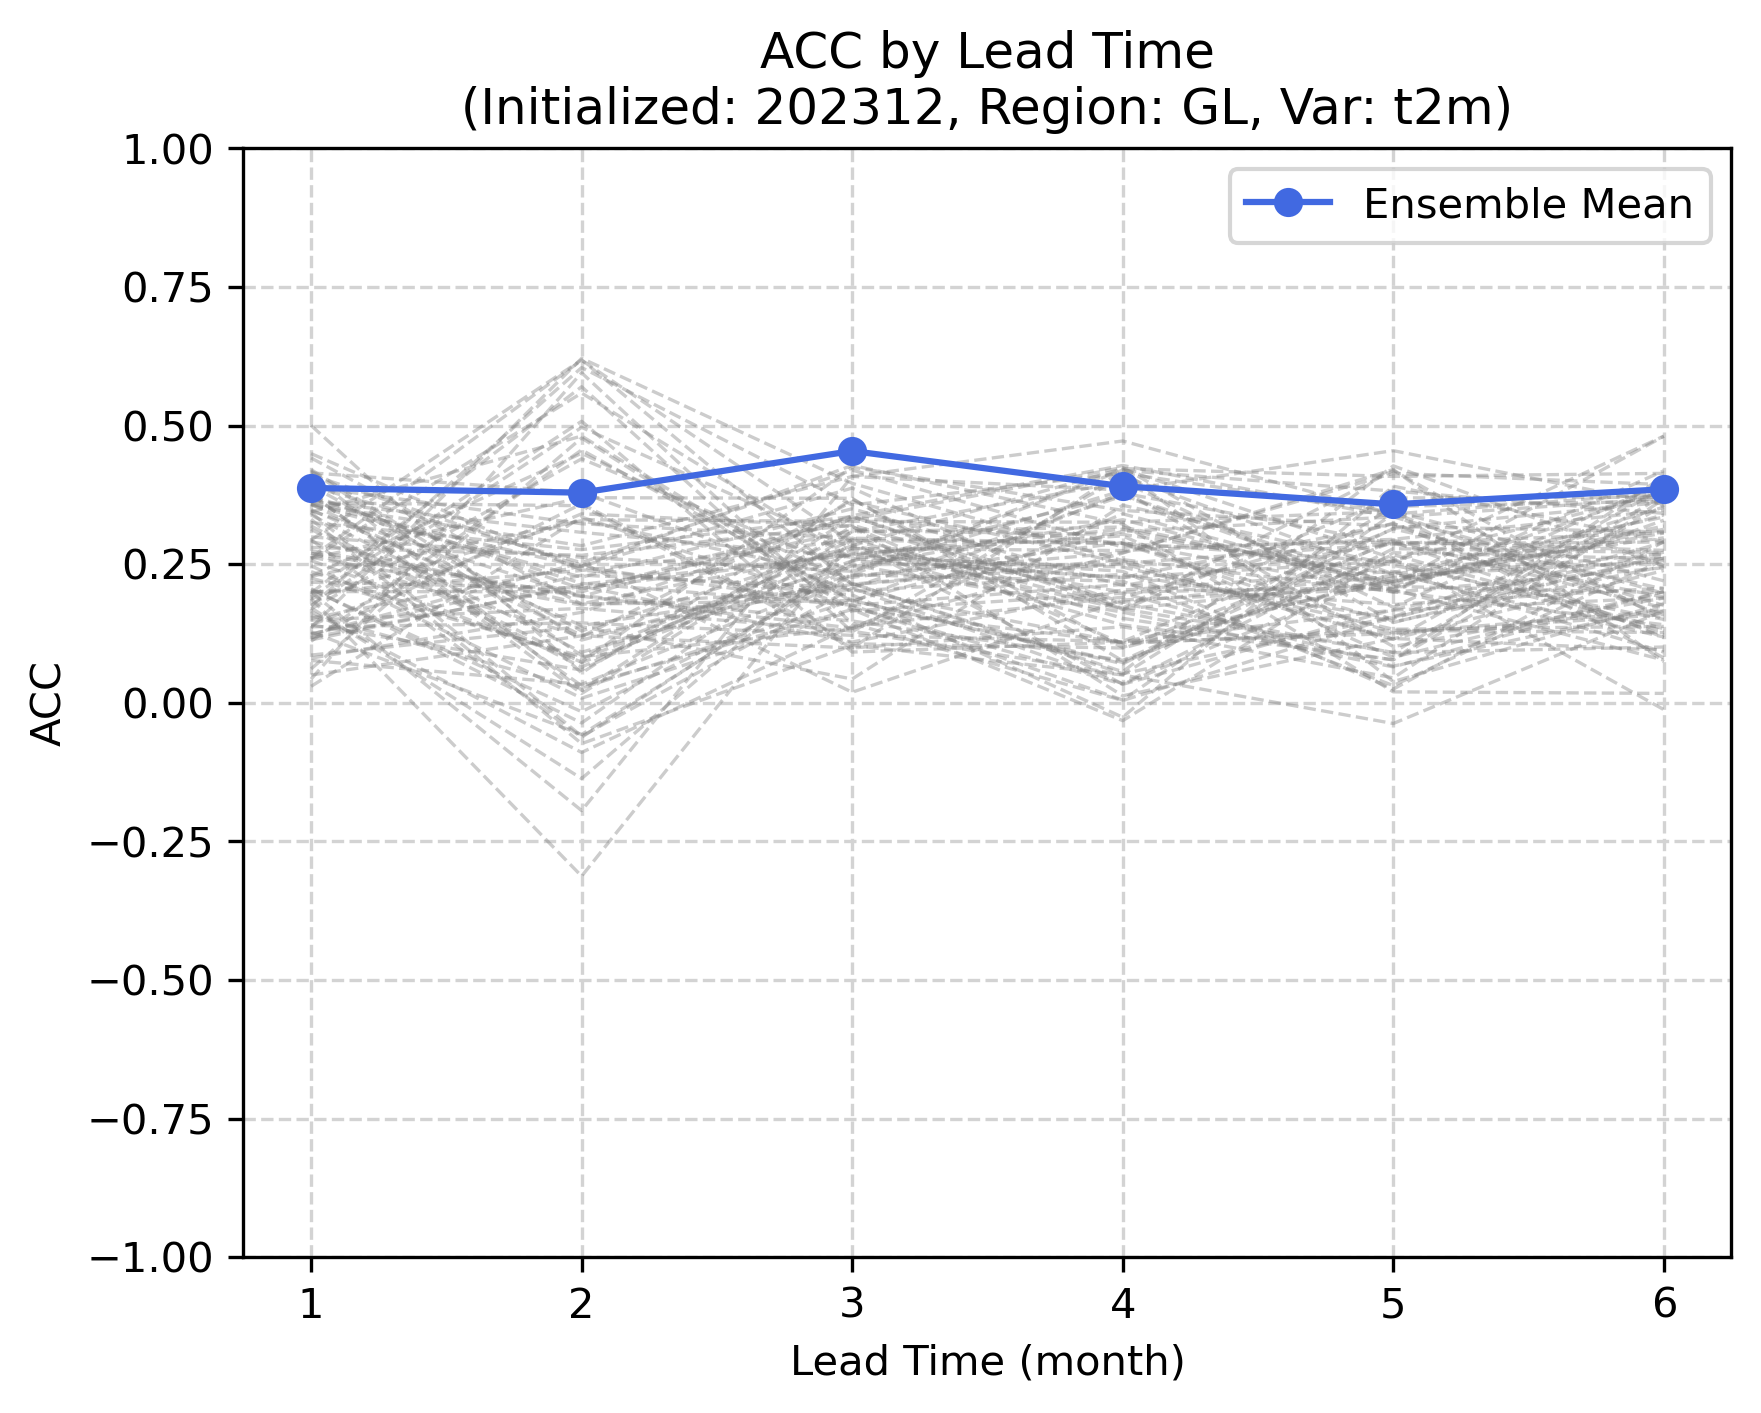 ACC by Lead Time
(Initialized: 202312, Region: GL, Var: t2m)
Ensemble Mean
1.00
0.75
0.50
0.25
0.00
−0.25
−0.50
−0.75
−1.00
ACC
1 2 3 4 5 6
Lead Time (month)